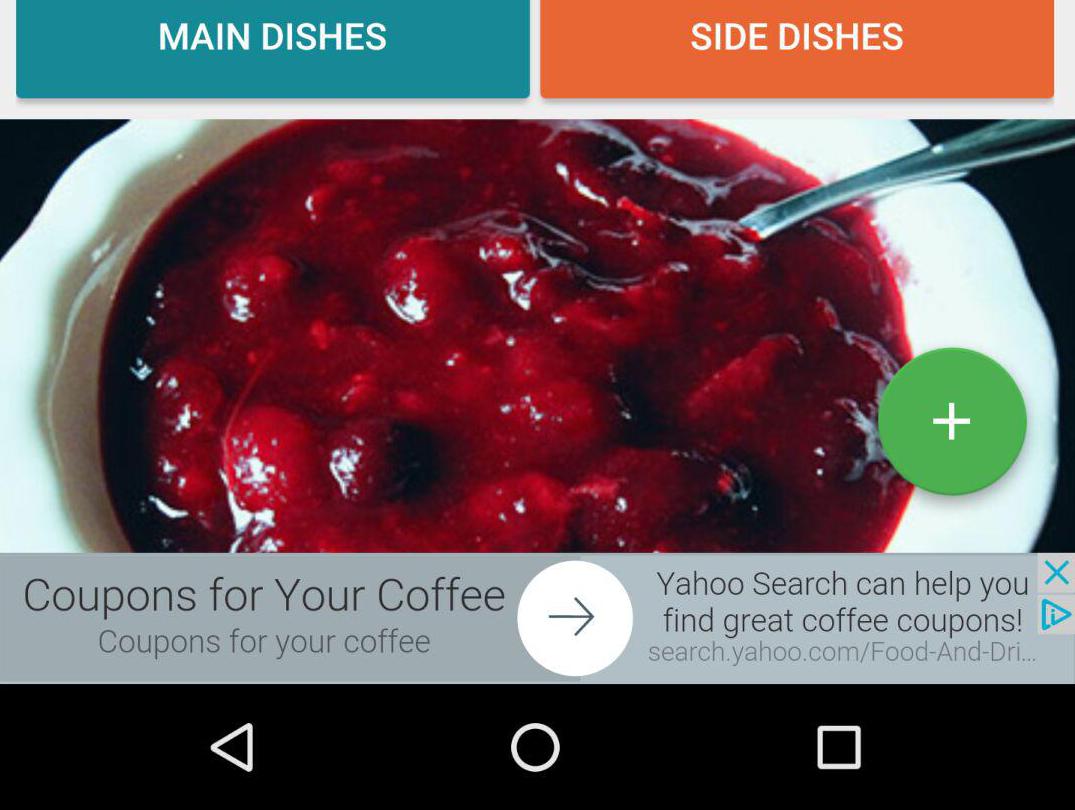 MAIN DISHES
SIDE DISHES
Coupons for Your Coffee
Coupons for your coffee
Yahoo Search can help you
find great coffee coupons!
search.yahoo.com/Food-And-Dri...